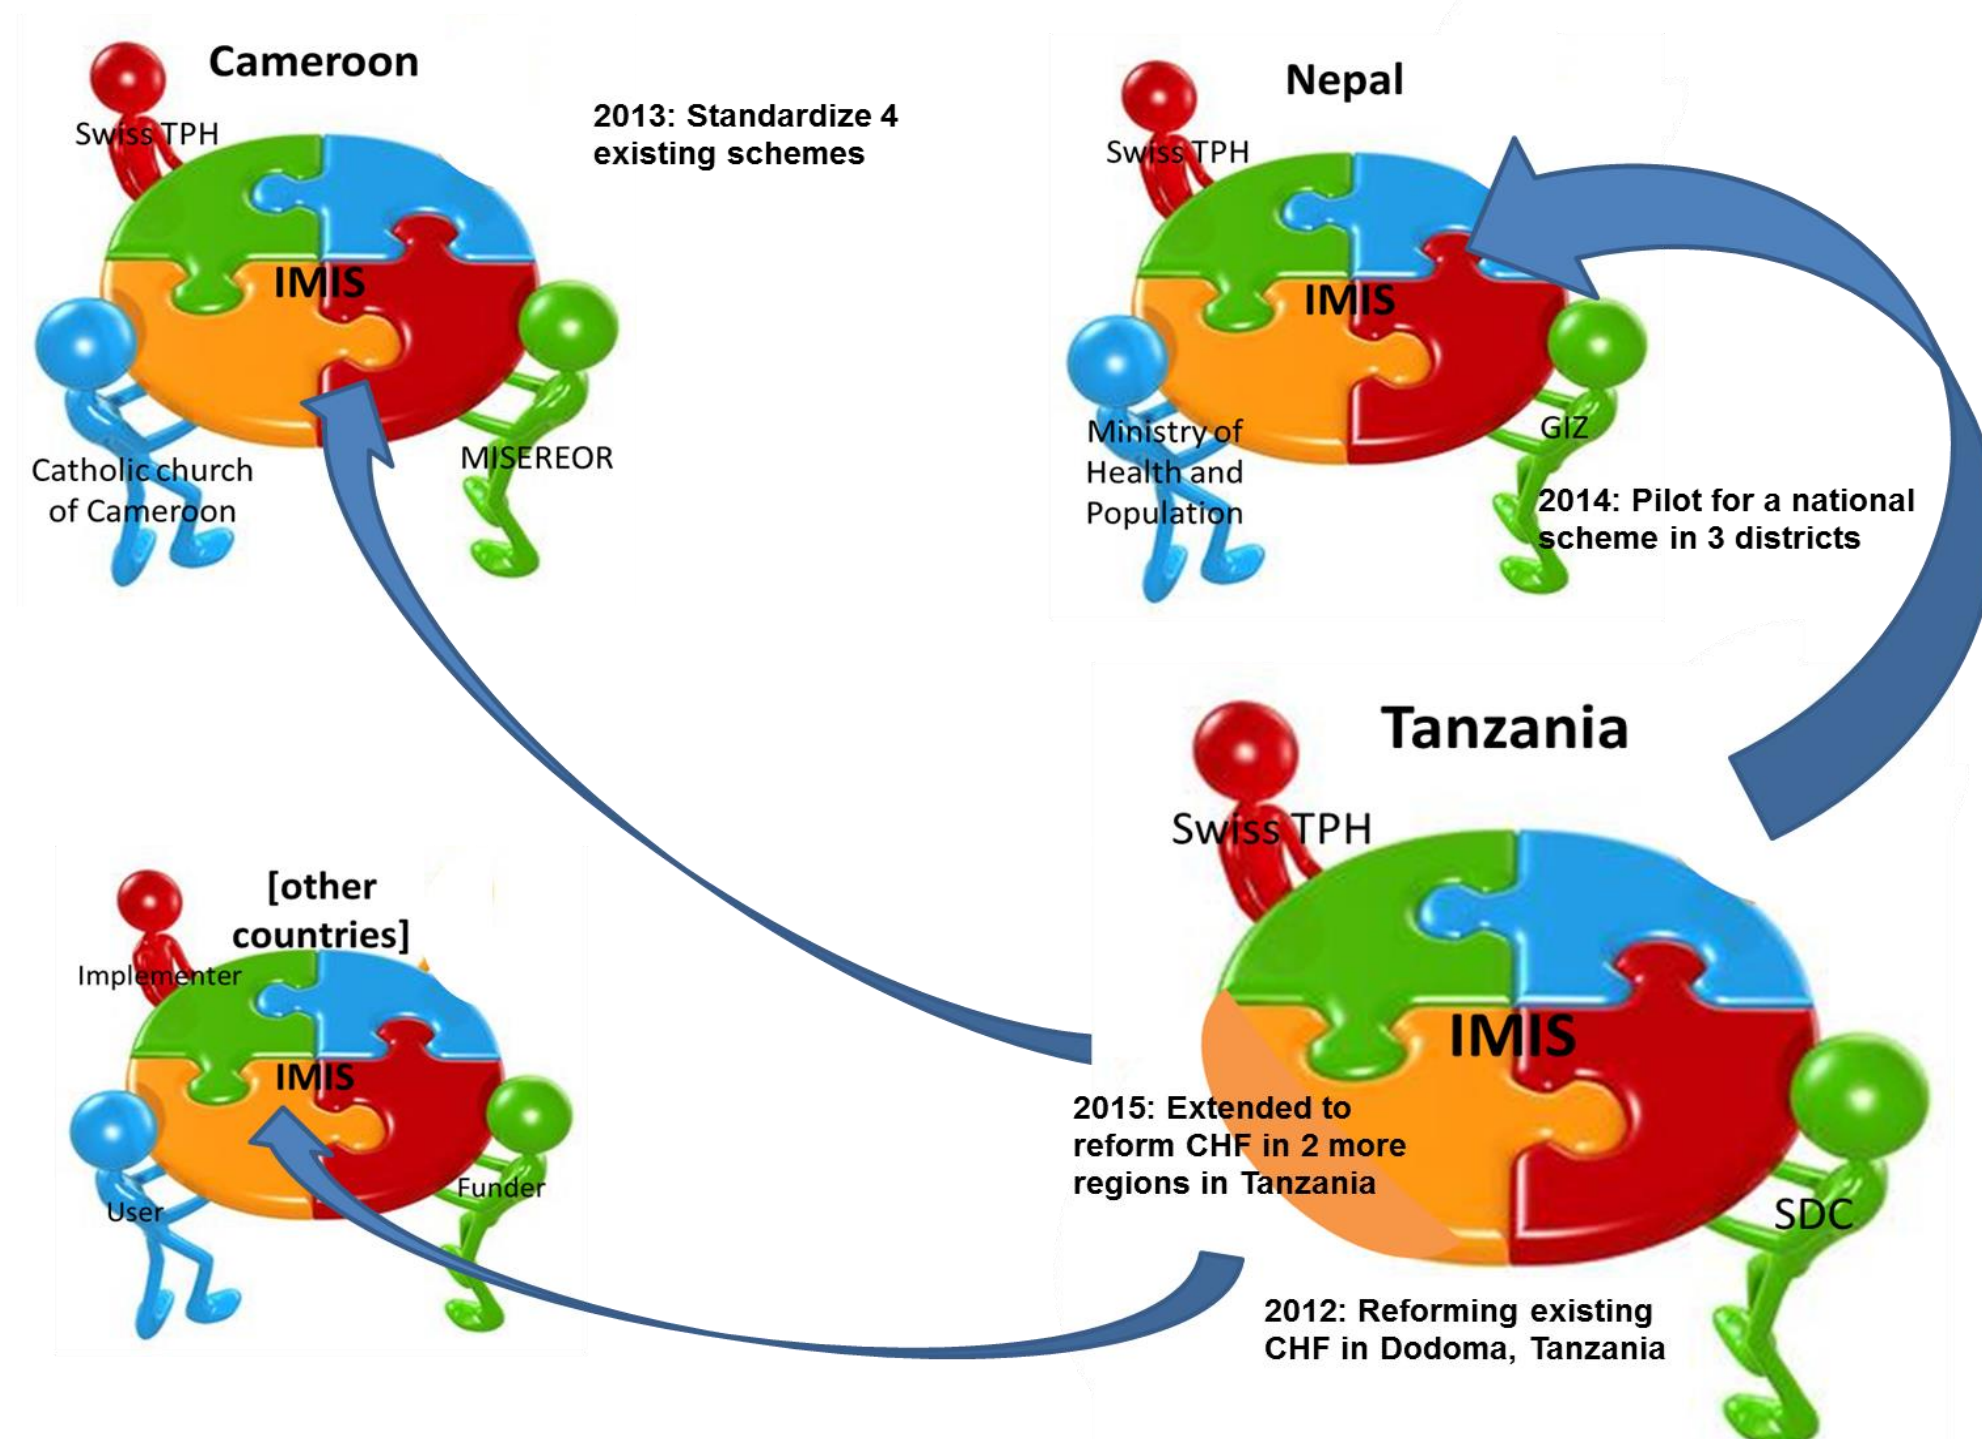 Cameroon
Swiss TPH
2013: Standardize 4
existing schemes
IMIS
Catholic church
of Cameroon
MISEREOR
Nepal
Swiss TPH
IMIS
Ministry of
Health and
Population
GIZ
2014: Pilot for a national
scheme in 3 districts
[other
countries]
Implementer
IMIS
User
Funder
Tanzania
Swiss TPH
IMIS
2015: Extended to
reform CHF in 2 more
regions in Tanzania
SDC
2012: Reforming existing
CHF in Dodoma, Tanzania